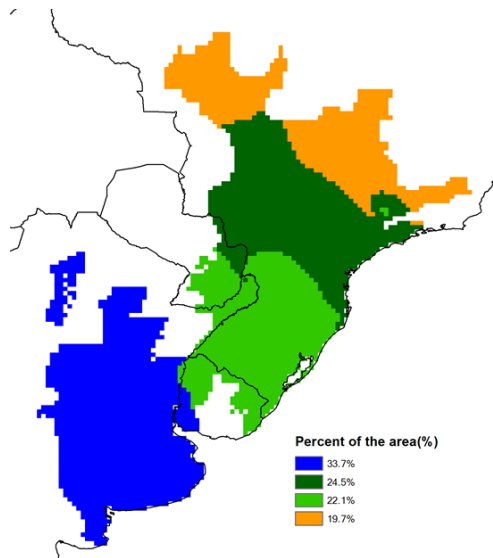 Percent of the area(%)
33.7%
24.5%
22.1%
19.7%